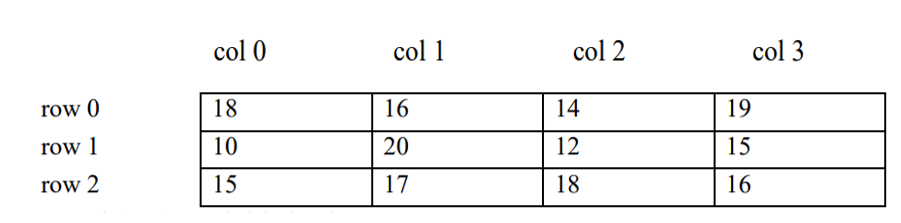 col 0 col 1 col 2 col 3
row 0 18 16 14 19
row 1 10 20 12 15
row 2 15 17 18 16